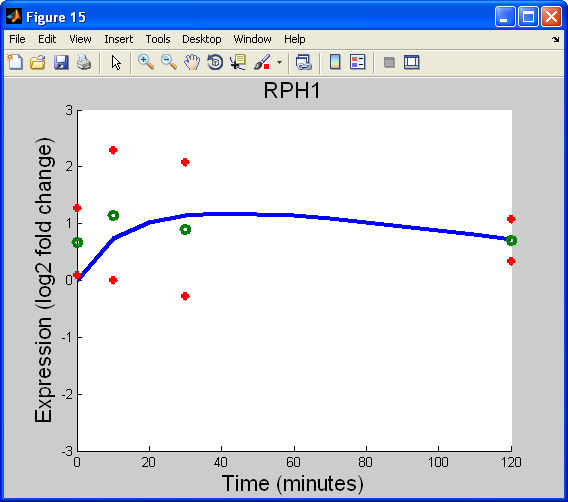 Figure 15
File Edit View Insert Tools Desktop Window Help
RPH1
Expression (log2 fold change)
3
2
1
0
-1
-2
-3
0 20 40 60 80 100 120
Time (minutes)